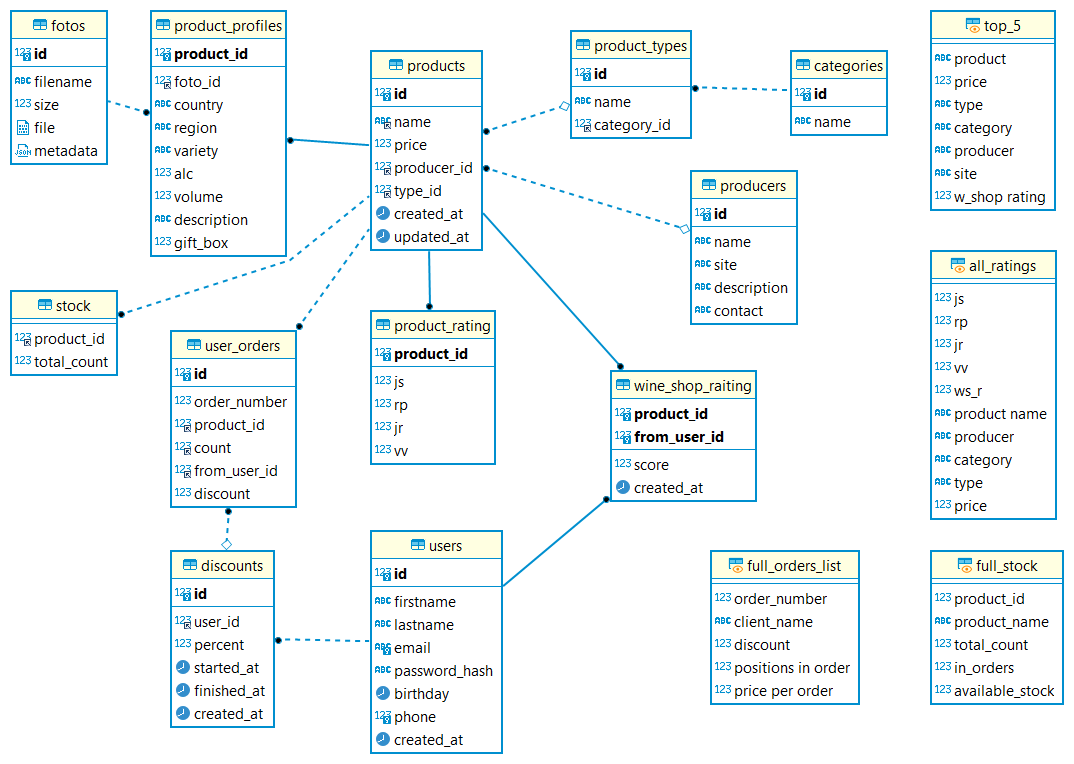 fotos
id
filename
size
file
metadata
product_profiles
product_id
foto_id
country
region
variety
alc
volume
description
gift_box
products
id
name
price
producer_id
type_id
created_at
updated_at
product_types
id
name
category_id
categories
id
name
top_5
product
price
type
category
producer
site
w_shop rating
producers
id
name
site
description
contact
all_ratings
js
rp
jr
vv
ws_r
product name
producer
category
type
price
stock
product_id
total_count
user_orders
id
order_number
product_id
count
from_user_id
discount
product_rating
product_id
js
rp
jr
vv
wine_shop_raiting
product_id
from_user_id
score
created_at
discounts
id
user_id
percent
started_at
finished_at
created_at
users
id
firstname
lastname
email
password_hash
birthday
phone
created_at
full_orders_list
order_number
client_name
discount
positions in order
price per order
full_stock
product_id
product_name
total_count
in_orders
available_stock